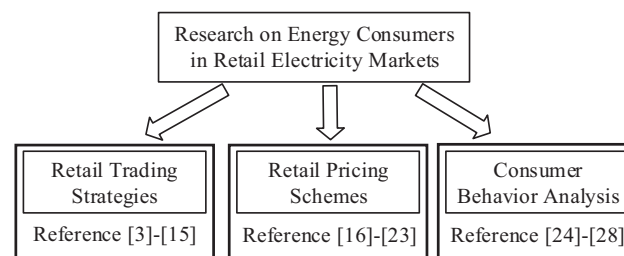 Research on Energy Consumers
in Retail Electricity Markets
Retail Trading
Strategies
Reference [3]-[15]
Retail Pricing
Schemes
Reference [16]-[23]
Consumer
Behavior Analysis
Reference [24]-[28]